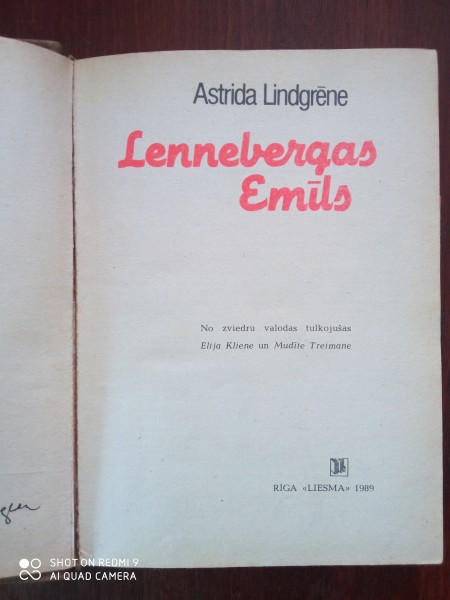 Astrida Lindgrēne
Lennebergas
Emīls
No zviedru valodas tulkojušas
Elija Kliene un Mudīte Treimane
RĪGA «LIESMA» 1989
SHOT ON REDMI 9
AI QUAD CAMERA